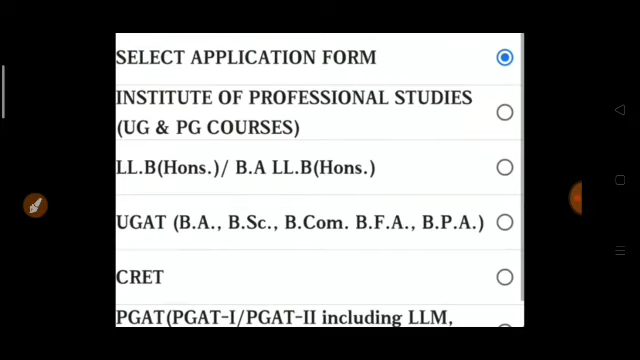 SELECT APPLICATION FORM
INSTITUTE OF PROFESSIONAL STUDIES
(UG & PG COURSES)
LL.B(Hons.)/ B.A LL.B(Hons.)
UGAT (B.A., B.Sc., B.Com. B.F.A., B.P.A.)
CRET
PGAT(PGAT-I/PGAT-II including LLM,